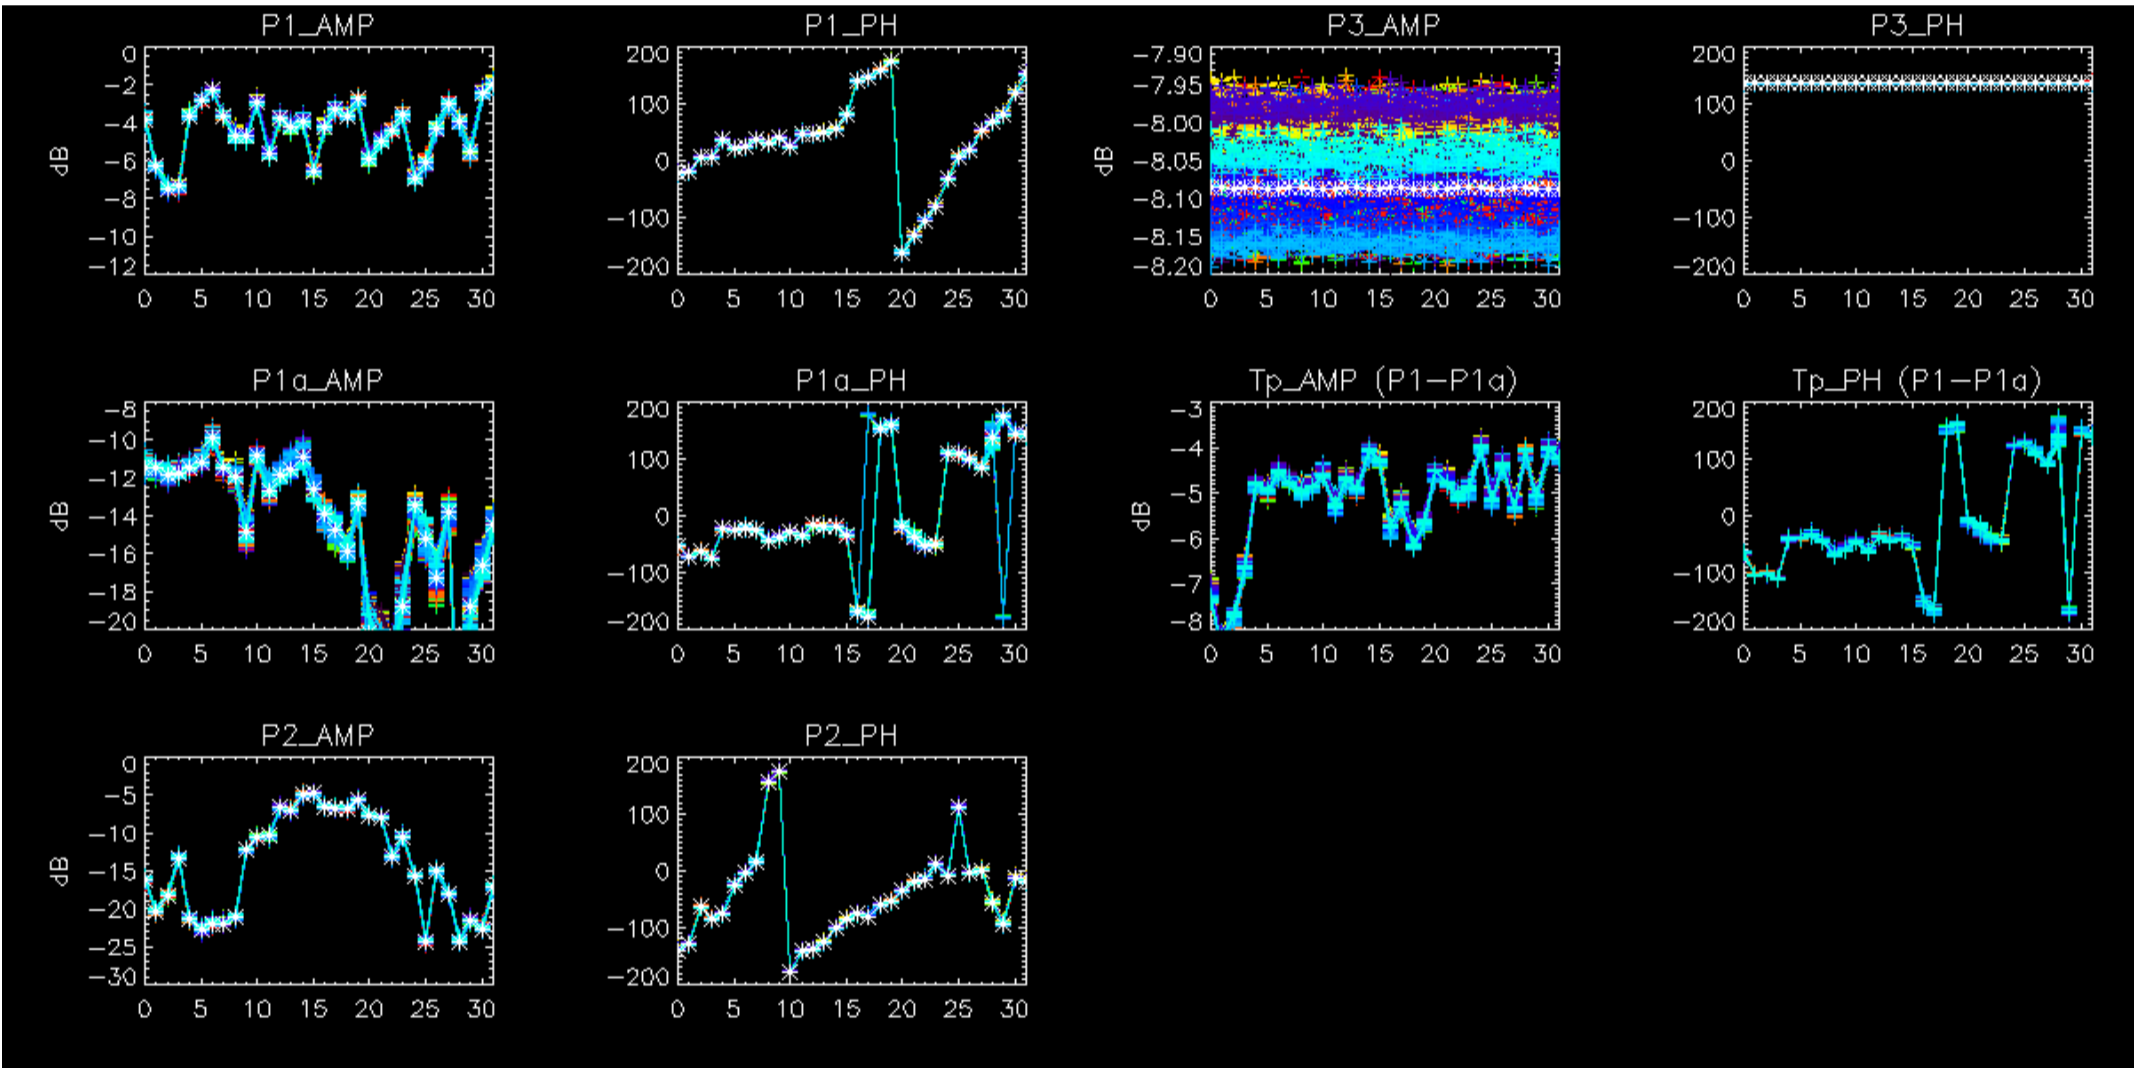 P1_AMP P1_PH P3_AMP P3_PH
0 200 −7.90 200
−2 100 −7.95 100
−4 0 −8.00 0
−6 −100 −8.05 −100
−8 −200 −8.10 −200
−10 −8.15
−12 −8.20
dB dB
0 5 10 15 20 25 30 0 5 10 15 20 25 30 0 5 10 15 20 25 30 0 5 10 15 20 25 30
P1a_AMP P1a_PH Tp_AMP (P1−P1a) Tp_PH (P1−P1a)
−8 200 −3 200
−10 100 −4 100
−12 0 −5 0
−14 −100 −6 −100
−16 −200 −7 −200
−18 −8
−20
dB dB
0 5 10 15 20 25 30 0 5 10 15 20 25 30 0 5 10 15 20 25 30 0 5 10 15 20 25 30
P2_AMP P2_PH
0 200
−5 100
−10 0
−15 −100
−20 −200
−25
−30
dB
0 5 10 15 20 25 30 0 5 10 15 20 25 30